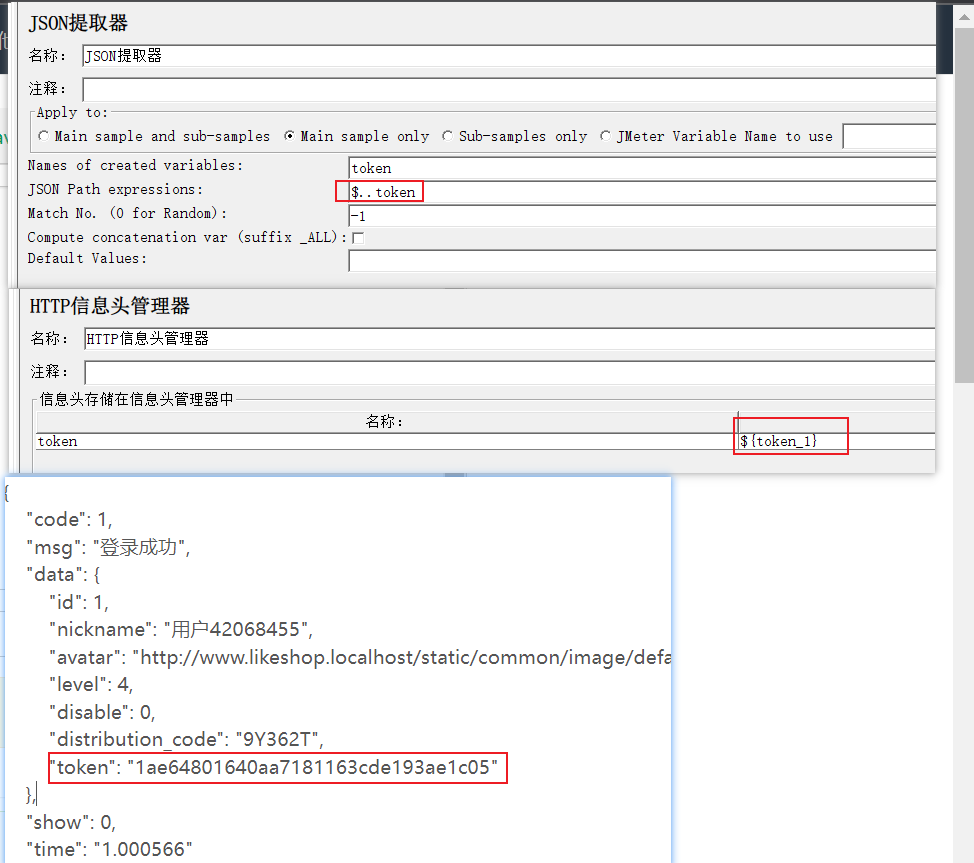 JSON提取器
名称： JSON提取器
注释：
Apply to:
Main sample and sub-samples Main sample only Sub-samples only JMeter Variable Name to use
Names of created variables: token
JSON Path expressions: $..token
Match No. (0 for Random): -1
Compute concatenation var (suffix _ALL):
Default Values:
HTTP信息头管理器
名称： HTTP信息头管理器
注释：
信息头存储在信息头管理器中
名称：
token ${token_1}
{
"code": 1,
"msg": "登录成功",
"data": {
"id": 1,
"nickname": "用户42068455",
"avatar": "http://www.likeshop.localhost/static/common/image/defa
"level": 4,
"disable": 0,
"distribution_code": "9Y362T",
"token": "1ae64801640aa7181163cde193ae1c05"
},
"show": 0,
"time": "1.000566"